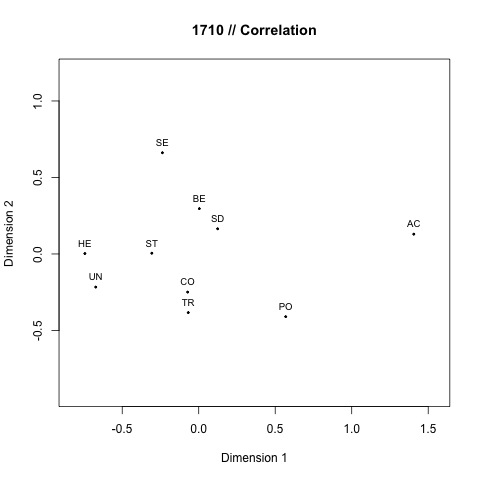 1710 // Correlation
Dimension 2
1.0
0.5
0.0
-0.5
SE
BE
SD
AC
HE
ST
UN
CO
TR
PO
-0.5
0.0
0.5
1.0
1.5
Dimension 1